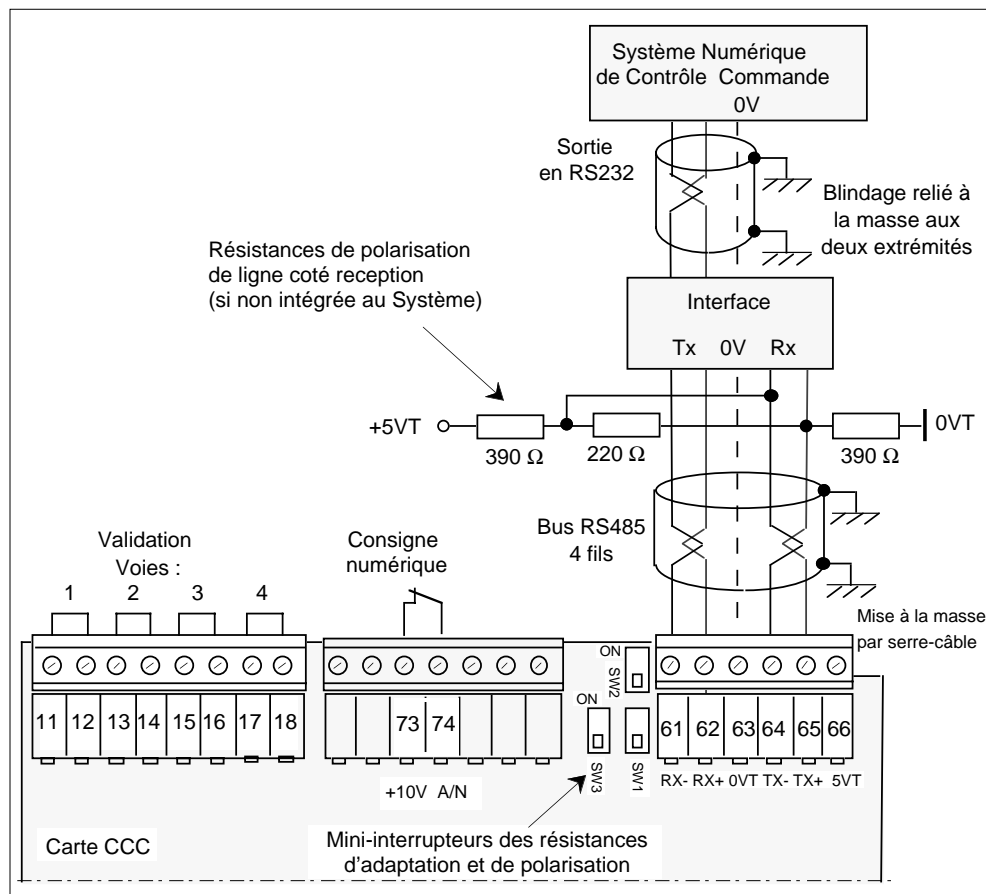 Système Numérique
de Contrôle Commande
0V
Sortie
en RS232
Blindage relié à
la masse aux
deux extrémités
Résistances de polarisation
de ligne coté reception
(si non intégrée au Système)
Interface
Tx 0V Rx
+5VT
390 Ω
220 Ω
390 Ω
0VT
Bus RS485
4 fils
Validation
Voies :
1 2 3 4
Consigne
numérique
Mise à la masse
par serre-câble
ON
SW2
ON
SW3
SW1
11 12 13 14 15 16 17 18
73 74
61 62 63 64 65 66
+10V A/N
RX- RX+ 0VT TX- TX+ 5VT
Carte CCC
Mini-interrupteurs des résistances
d'adaptation et de polarisation